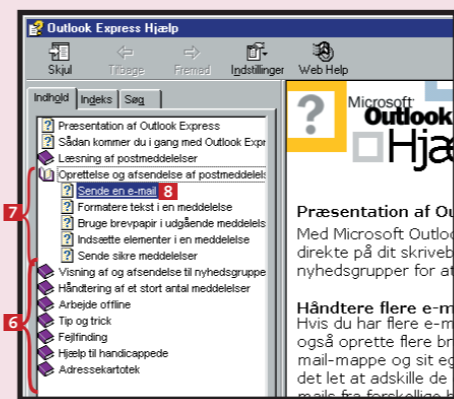 Outlook Express Hjælp
Skjul Tilbage Fremad Indstillinger Web Help
Indhold Indeks Søg
Præsentation af Outlook Express
Sådan kommer du i gang med Outlook Expr
Læsning af postmeddelelser
Oprettelse og afsendelse af postmeddelels
Sende en e-mail 8
Formatere tekst i en meddelelse
7
Bruge brevpapir i udgående meddelels
Indsætte elementer i en meddelelse
Sende sikre meddelelser
Visning af og afsendelse til nyhedsgruppe
Håndtering af et stort antal meddelelser
Arbejde offline
6
Tip og trick
Fejlfinding
Hjælp til handicappede
Adressekartotek
Microsoft
Outlook
Hjæ
Præsentation af Ou
Med Microsoft Outloo
direkte på dit skriveb
nyhedsgrupper for at
Håndtere flere e-m
Hvis du har flere e-m
også oprette flere br
mail-mappe og sit eg
det let at adskille de
mails fra forskellige b